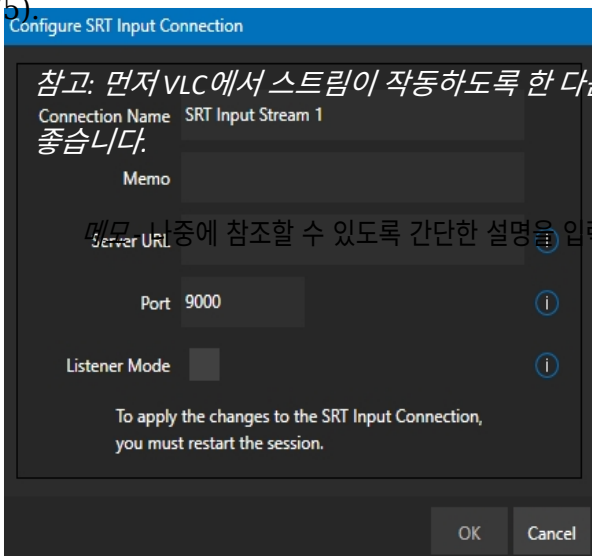 5).
Configure SRT Input Connection
참고: 먼저 VLC에서 스트림이 작동하도록 한 다음
Connection Name SRT Input Stream 1
좋습니다.
Memo
메모 - 나중에 참조할 수 있도록 간단한 설명을 입력
Server URL
Port 9000
Listener Mode
To apply the changes to the SRT Input Connection,
you must restart the session.
OK Cancel